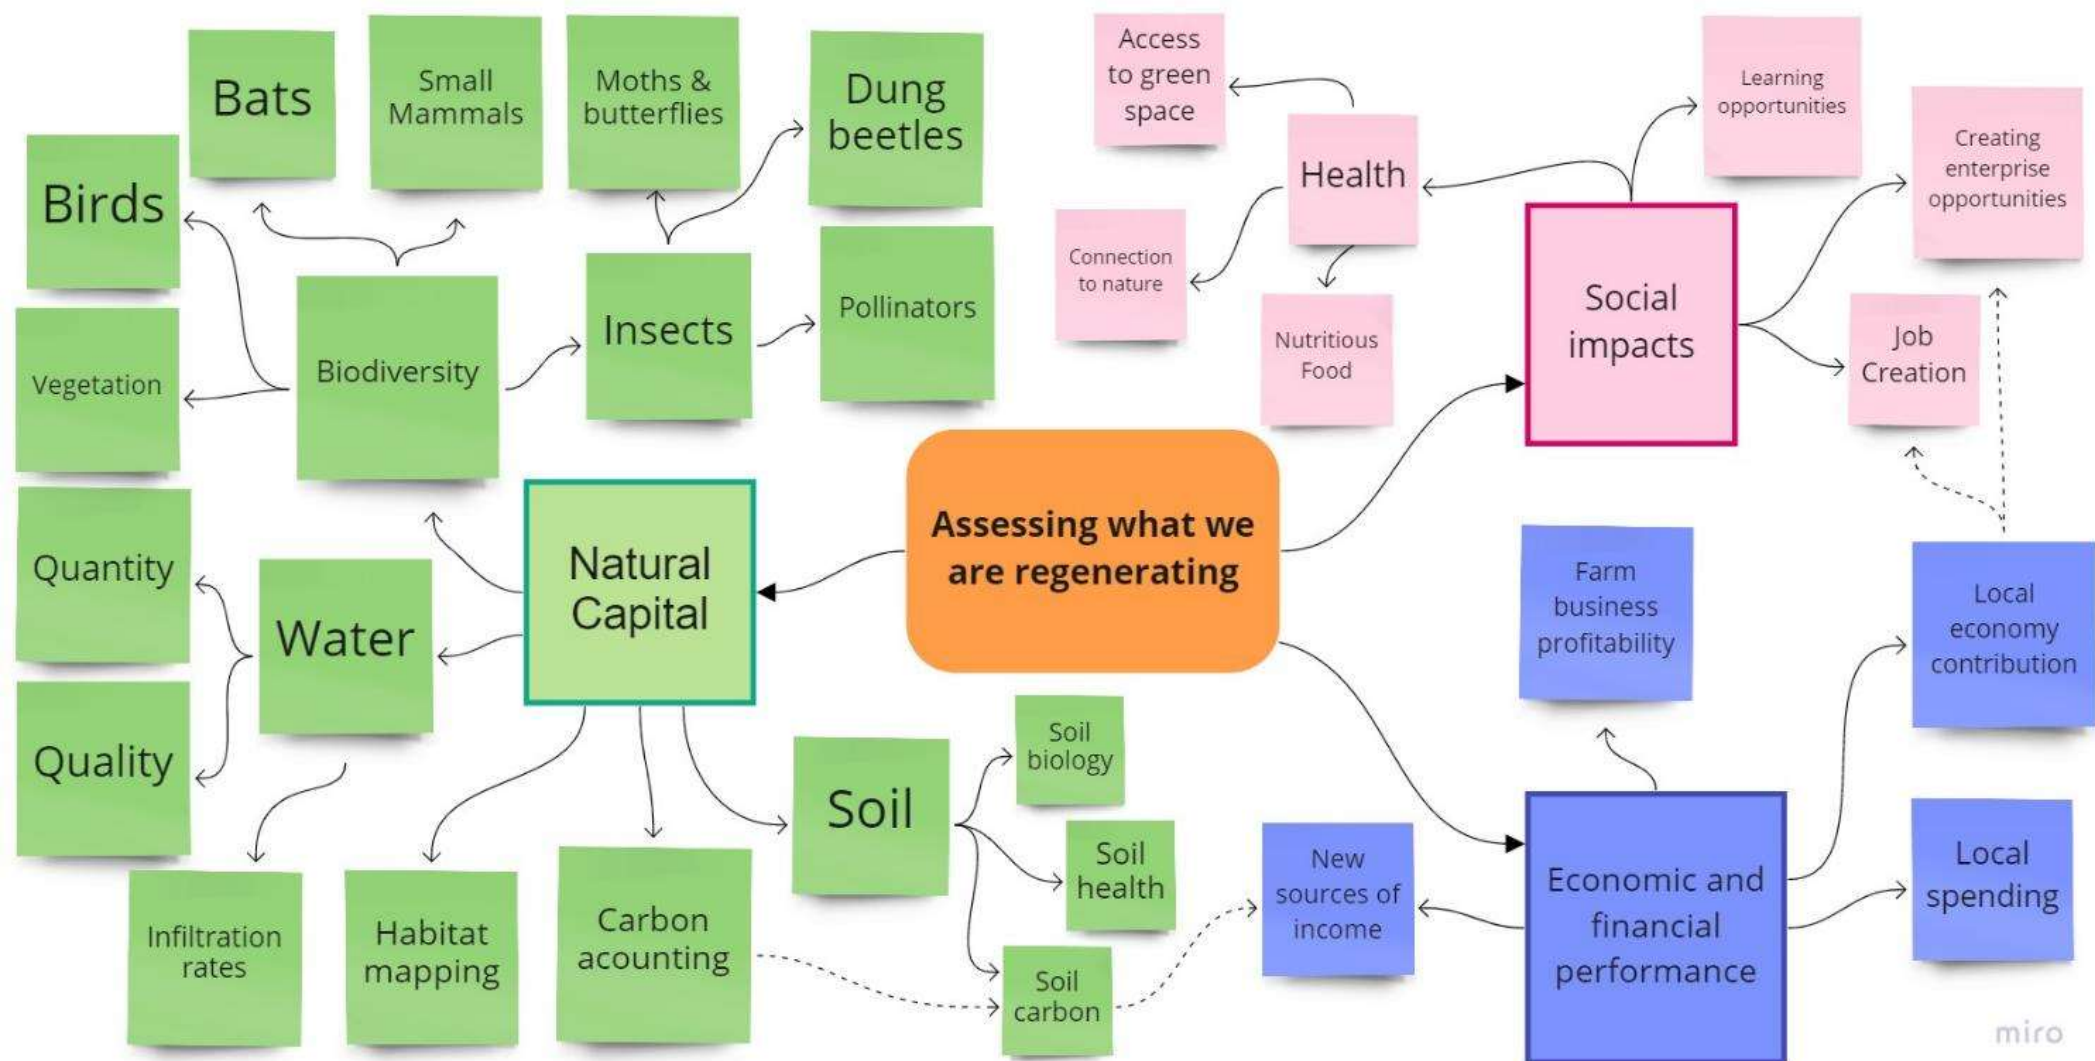 Bats
Small
Mammals
Moths &
butterflies
Dung
beetles
Birds
Vegetation
Biodiversity
Insects
Pollinators
Access
to green
space
Health
Connection
to nature
Nutritious
Food
Learning
opportunities
Creating
enterprise
opportunities
Social
impacts
Job
Creation
Assessing what we
are regenerating
Natural
Capital
Quantity
Water
Quality
Infiltration
rates
Habitat
mapping
Carbon
acounting
Soil
Soil
biology
Soil
health
Soil
carbon
New
sources of
income
Farm
business
profitability
Local
economy
contribution
Economic and
financial
performance
Local
spending
miro